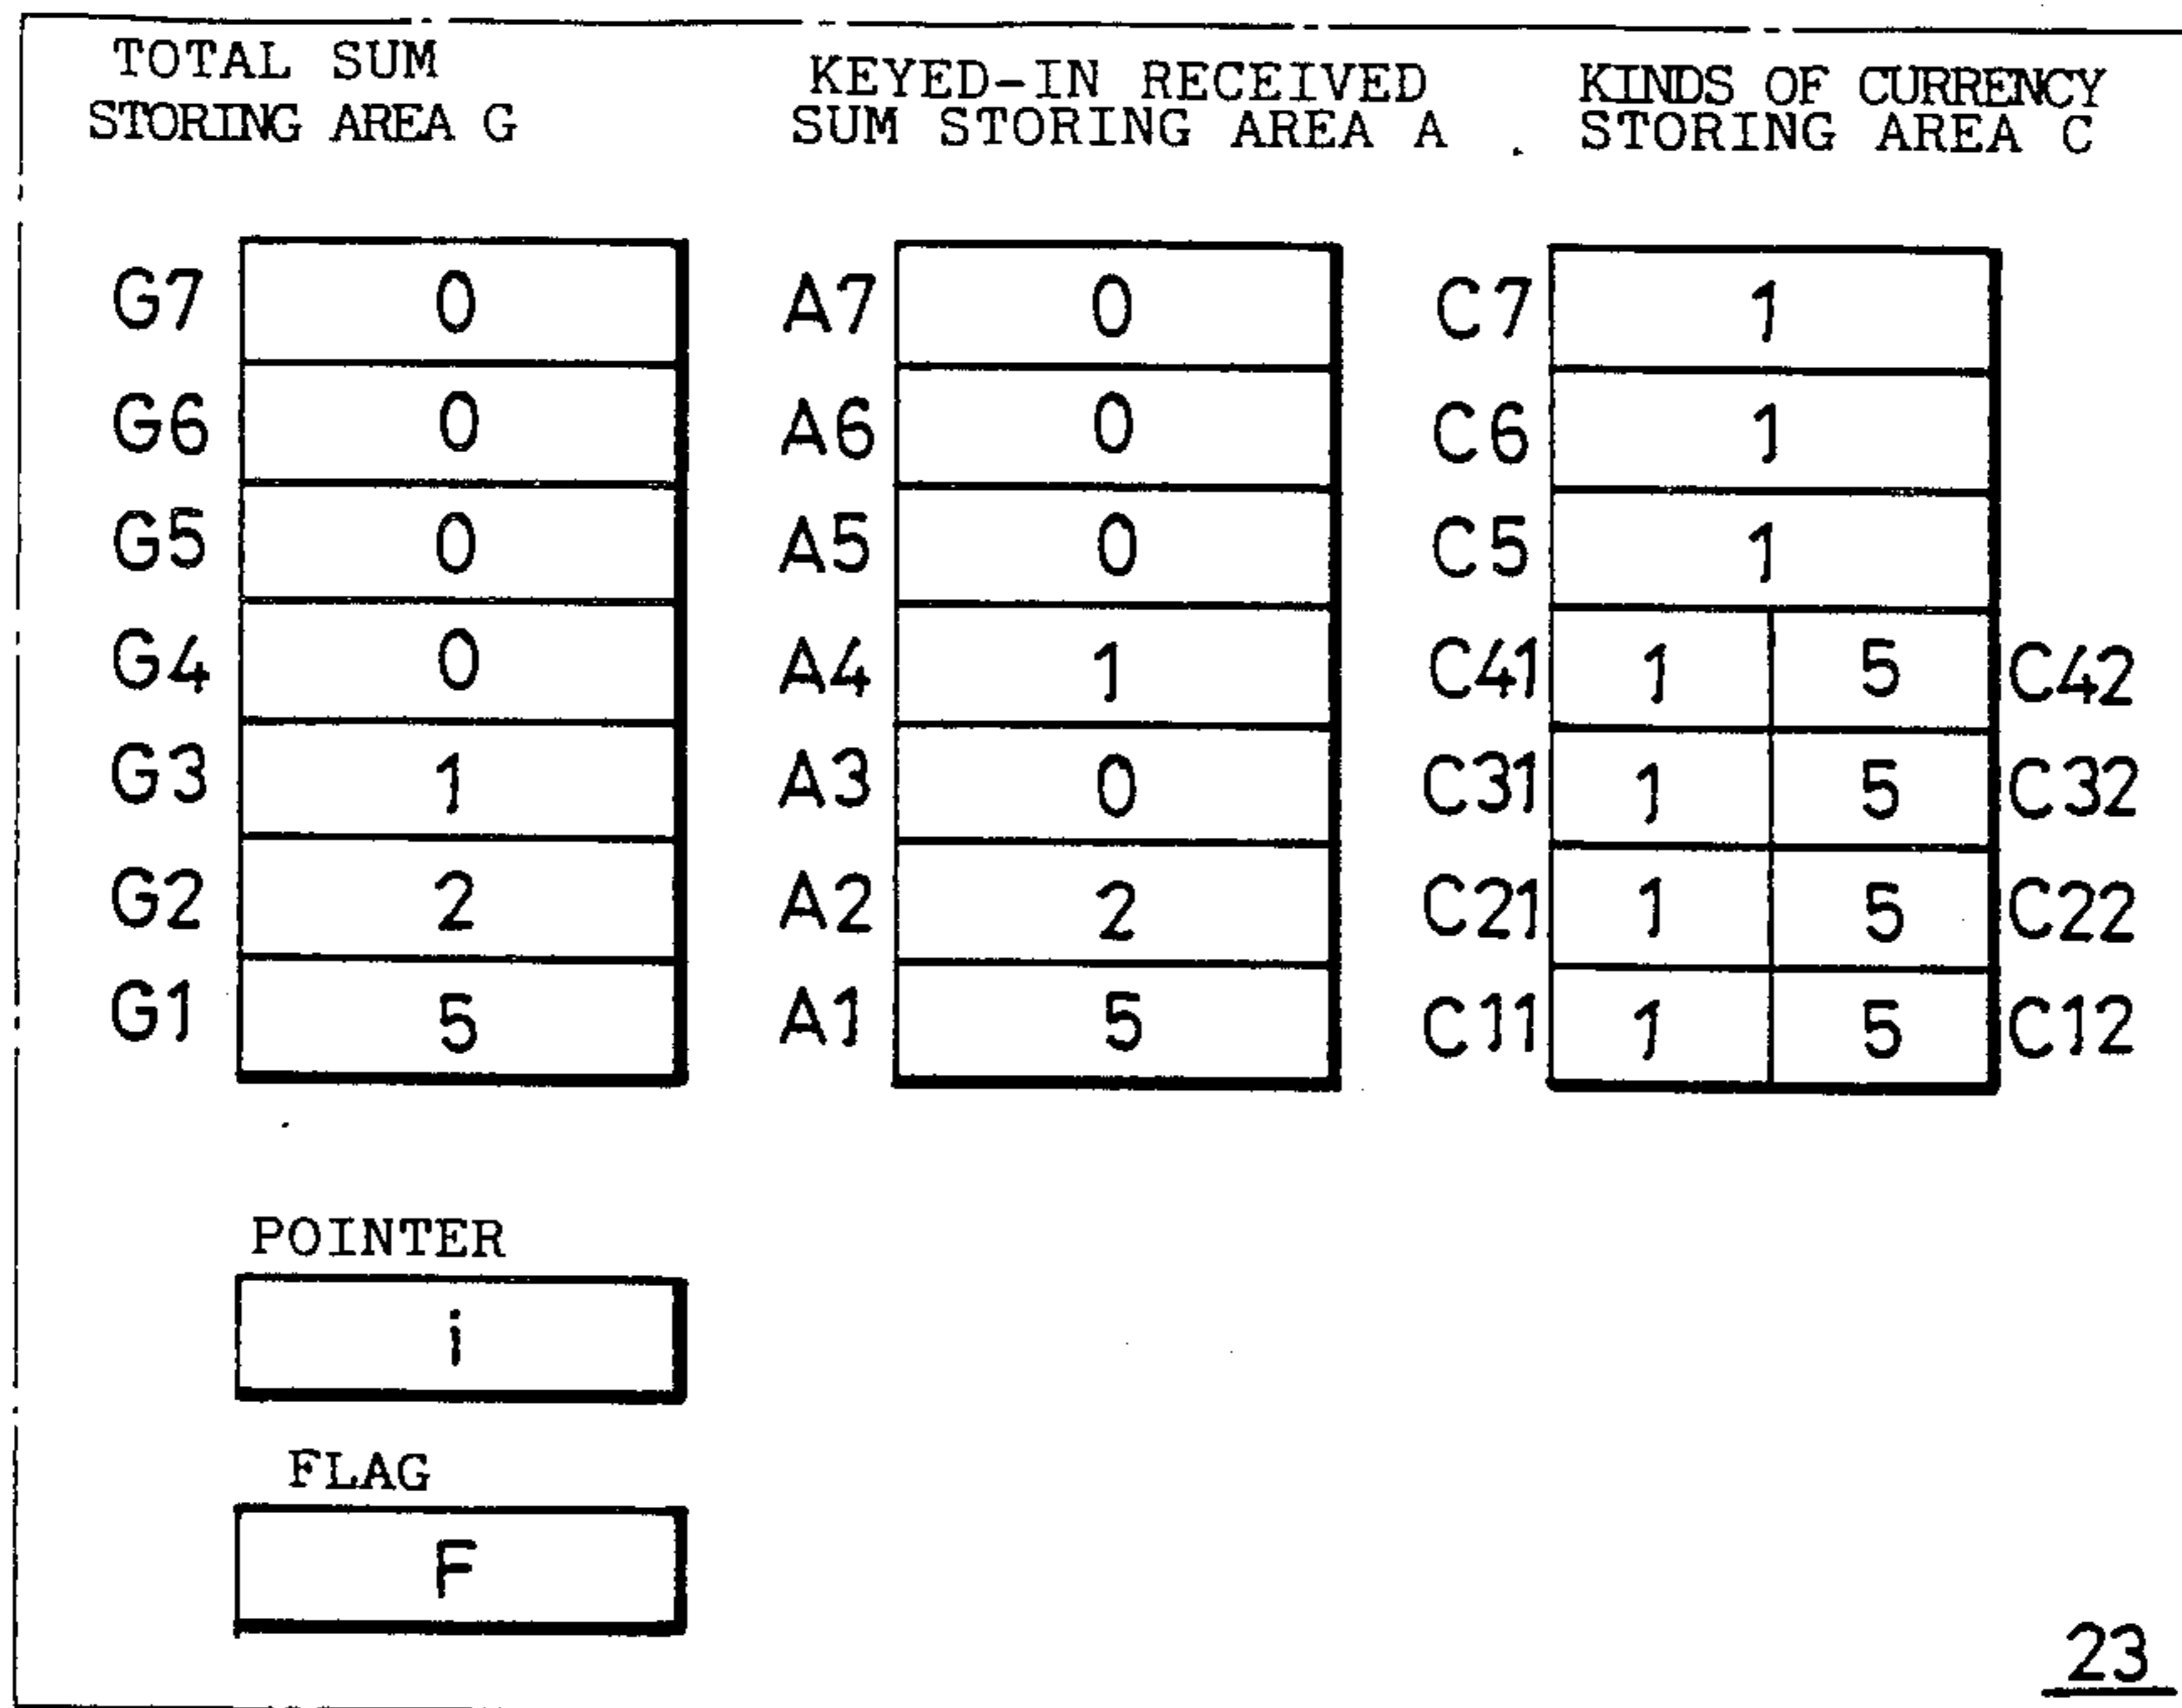 TOTAL SUM
STORING AREA G
KEYED-IN RECEIVED
SUM STORING AREA A
KINDS OF CURRENCY
STORING AREA C
G7 0 A7 0 C7 1
G6 0 A6 0 C6 1
G5 0 A5 0 C5 1
G4 0 A4 1 C41 1 5 C42
G3 1 A3 0 C31 1 5 C32
G2 2 A2 2 C21 1 5 C22
G1 5 A1 5 C11 1 5 C12
POINTER
i
FLAG
F
23